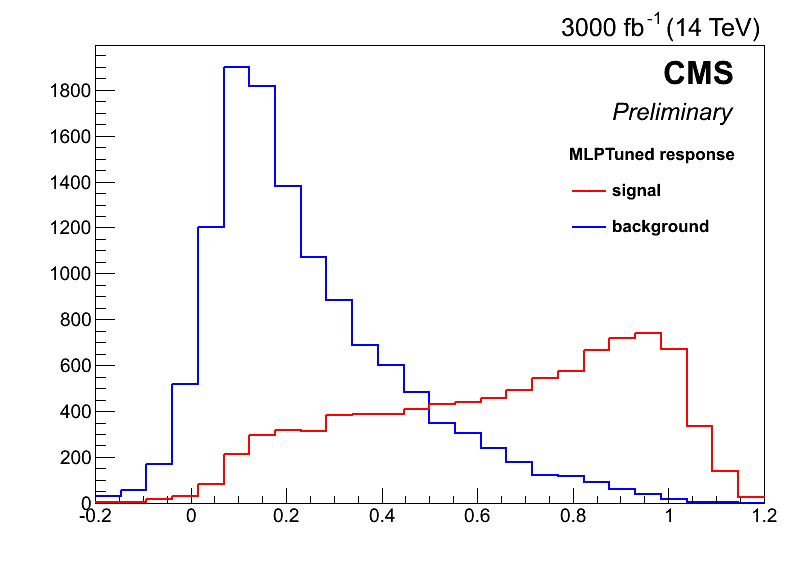 3000 fb-1 (14 TeV)
CMS
Preliminary
MLPTuned response
signal
background
1800
1600
1400
1200
1000
800
600
400
200
0
-0.2 0 0.2 0.4 0.6 0.8 1 1.2